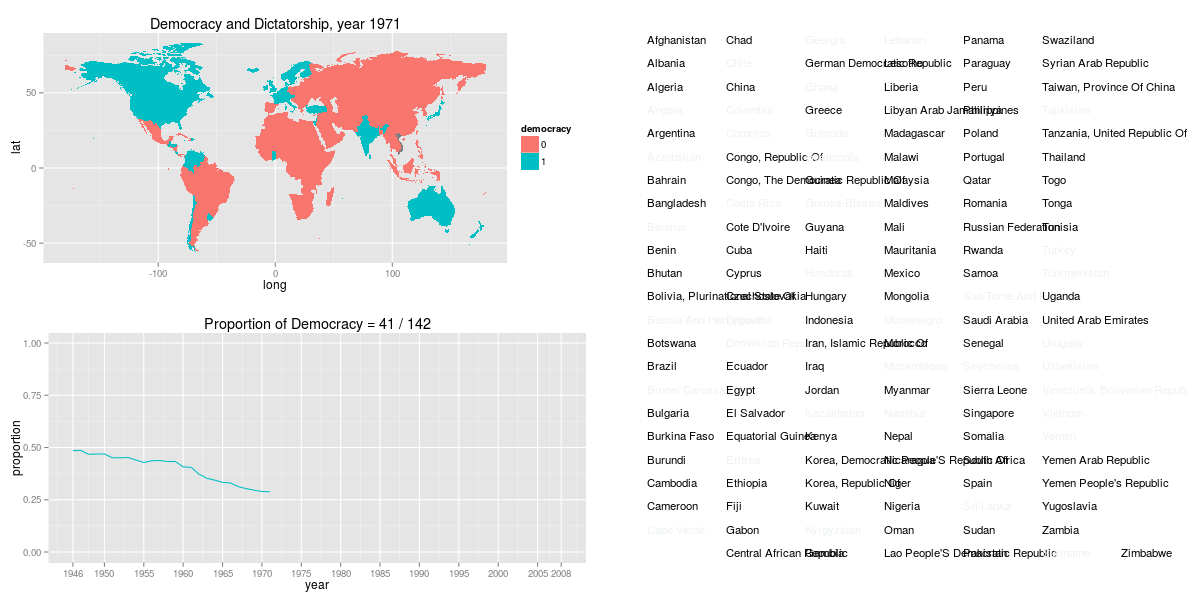 Democracy and Dictatorship, year 1971
lat
50
0
-50
-100
0
100
long
democracy
0
1
Proportion of Democracy = 41 / 142
proportion
1.00
0.75
0.50
0.25
0.00
1946 1950 1955 1960 1965 1970 1975 1980 1985 1990 1995 2000 2005 2008
year
Afghanistan
Albania
Algeria
Angola
Argentina
Azerbaijan
Bahrain
Bangladesh
Belarus
Benin
Bhutan
Bolivia, Plurinational State Of
Bosnia And Herzegovina
Botswana
Brazil
Brunei Darussalam
Bulgaria
Burkina Faso
Burundi
Cambodia
Cameroon
Cape Verde
Central African Republic
Chad
Chile
China
Colombia
Comoros
Congo, Republic Of
Congo, The Democratic Republic Of
Costa Rica
Cote D'Ivoire
Cuba
Cyprus
Czechoslovakia
Dominican
Ecuador
Egypt
El Salvador
Equatorial Guinea
Eritrea
Ethiopia
Fiji
Gabon
Gambia
Georgia
German Democratic Republic
Ghana
Greece
Grenada
Guatemala
Guinea
Guinea-Bissau
Guyana
Haiti
Honduras
Hungary
Indonesia
Iran, Islamic Republic Of
Iraq
Jordan
Kazakhstan
Kenya
Korea, Democratic People'S Republic Of
Korea, Republic Of
Kuwait
Kyrgyzstan
Lao People'S Democratic Republic
Lebanon
Lesotho
Liberia
Libyan Arab Jamahiriya
Madagascar
Malawi
Malaysia
Maldives
Mali
Mauritania
Mexico
Mongolia
Montenegro
Morocco
Mozambique
Myanmar
Namibia
Nepal
Nicaragua
Niger
Nigeria
Oman
Pakistan
Panama
Paraguay
Peru
Philippines
Poland
Portugal
Qatar
Romania
Russian Federation
Rwanda
Samoa
Sao Tome And
Saudi Arabia
Senegal
Seychelles
Sierra Leone
Singapore
Somalia
South Africa
Spain
Sri Lanka
Sudan
Suriname
Swaziland
Syrian Arab Republic
Taiwan, Province Of China
Tajikistan
Tanzania, United Republic Of
Thailand
Togo
Tonga
Tunisia
Turkey
Turkmenistan
Uganda
United Arab Emirates
Uruguay
Uzbekistan
Venezuela, Bolivarian Repub
Vietnam
Yemen
Yemen Arab Republic
Yemen People's Republic
Yugoslavia
Zambia
Zimbabwe